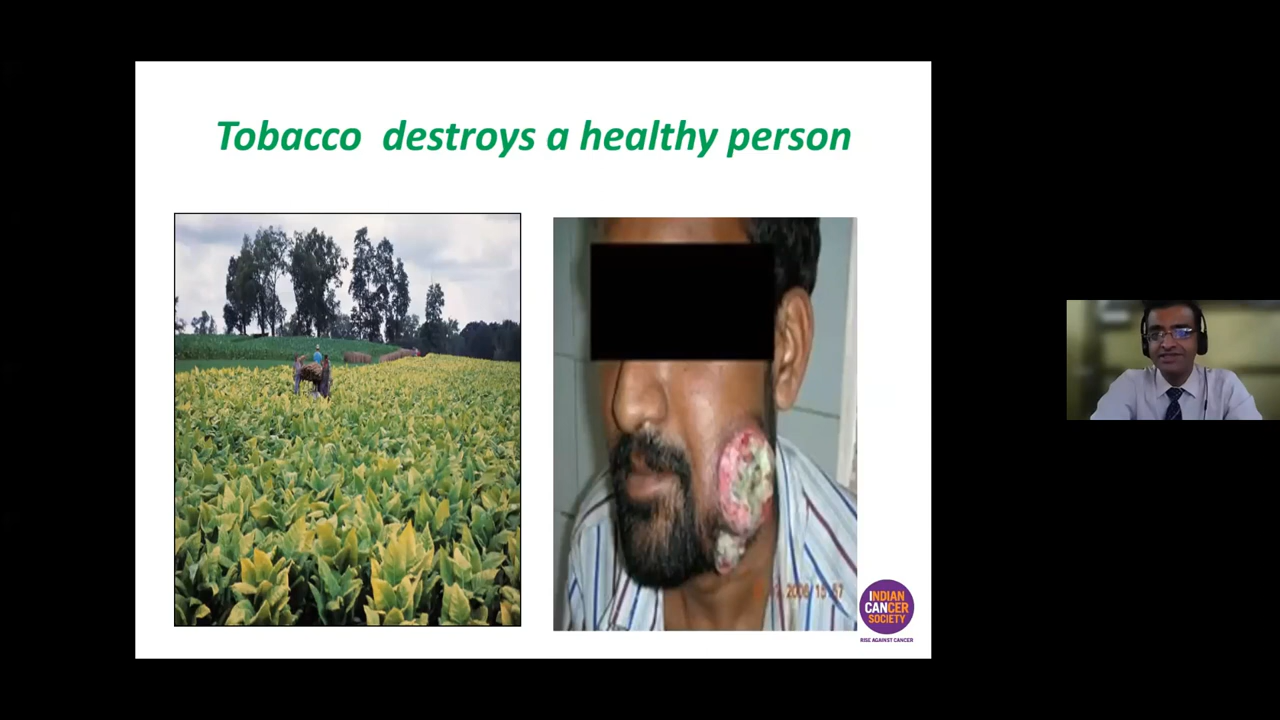 Tobacco destroys a healthy person
INDIAN
CANCER
SOCIETY
RISE AGAINST CANCER